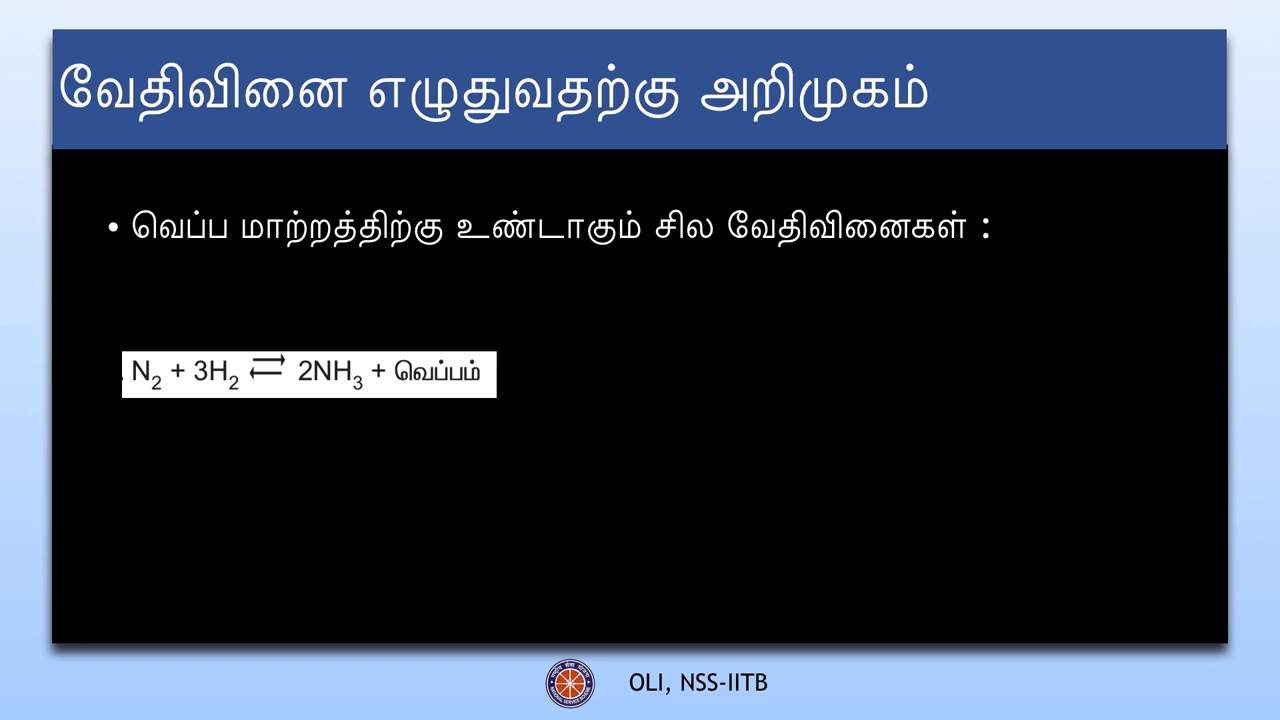 வேதிவினை எழுதுவதற்கு அறிமுகம்
• வெப்ப மாற்றத்திற்கு உண்டாகும் சில வேதிவினைகள் :
. N₂ + 3H₂ ⇌ 2NH₃ + வெப்பம்
OLI, NSS-IITB